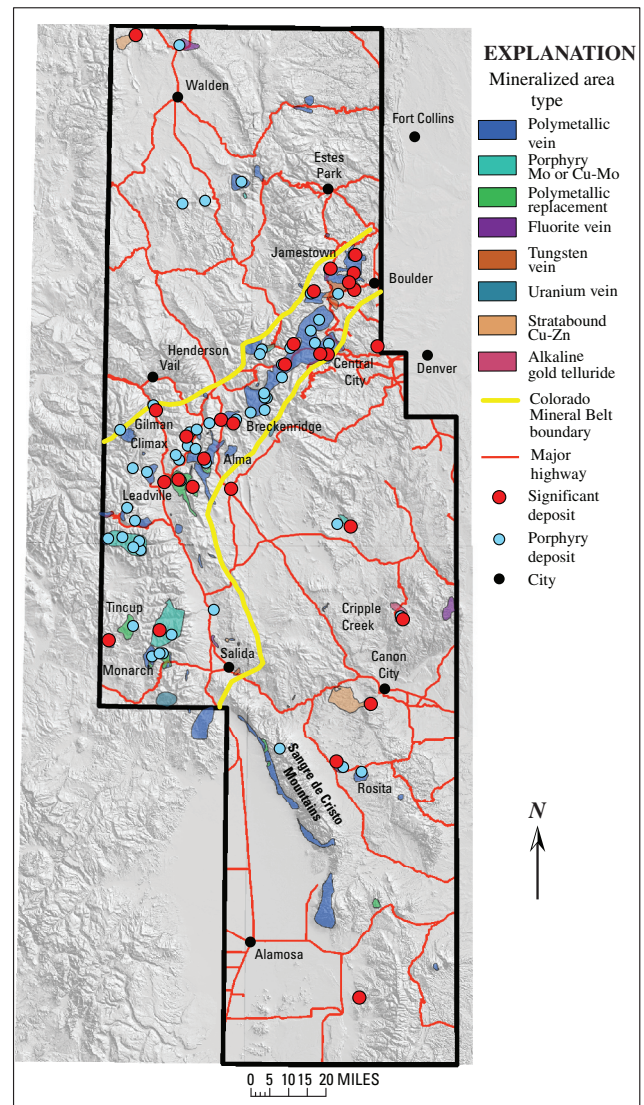 EXPLANATION
Mineralized area
type
Polymetallic
vein
Porphyry
Mo or Cu-Mo
Polymetallic
replacement
Fluorite vein
Tungsten
vein
Uranium vein
Stratabound
Cu-Zn
Alkaline
gold telluride
Colorado
Mineral Belt
boundary
Major
highway
Significant
deposit
Porphyry
deposit
City
Walden
Fort Collins
Estes
Park
Jamestown
Boulder
Henderson
Vail
Central
City
Denver
Gilman
Climax
Breckenridge
Alma
Leadville
Tincup
Cripple
Creek
Monarch
Salida
Canon
City
Sangre de Cristo
Mountains
Rosita
N
Alamosa
0 5 10 15 20 MILES